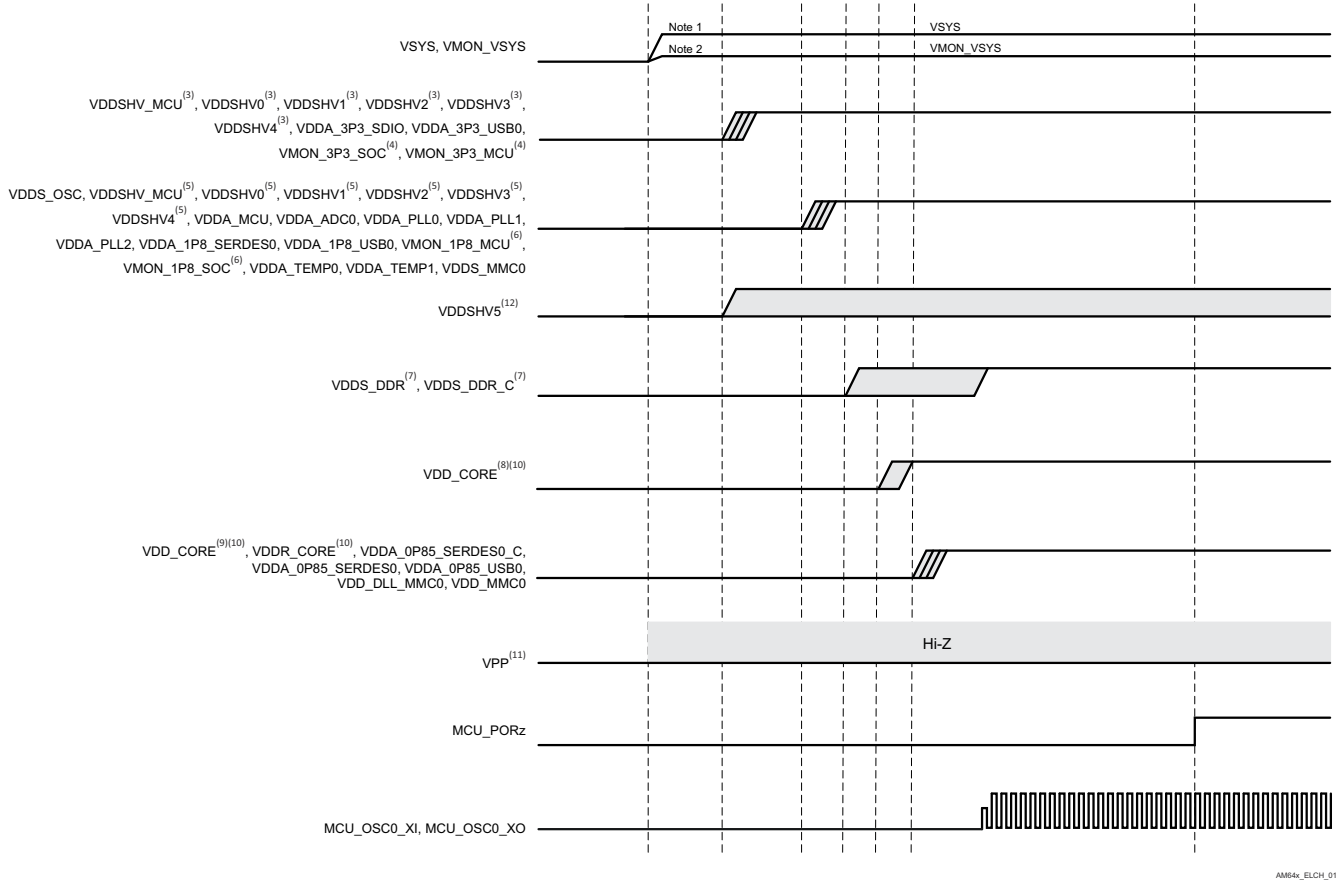 Note 1
VSYS
VSYS, VMON_VSYS
Note 2
VMON_VSYS
VDDSHV_MCU(3), VDDSHV0(3), VDDSHV1(3), VDDSHV2(3), VDDSHV3(3),
VDDSHV4(3), VDDA_3P3_SDIO, VDDA_3P3_USB0,
VMON_3P3_SOC(4), VMON_3P3_MCU(4)
VDDS_OSC, VDDSHV_MCU(5), VDDSHV0(5), VDDSHV1(5), VDDSHV2(5), VDDSHV3(5),
VDDSHV4(5), VDDA_MCU, VDDA_ADC0, VDDA_PLL0, VDDA_PLL1,
VDDA_PLL2, VDDA_1P8_SERDES0, VDDA_1P8_USB0, VMON_1P8_MCU(6),
VMON_1P8_SOC(6), VDDA_TEMP0, VDDA_TEMP1, VDDS_MMC0
VDDSHV5(12)
VDDS_DDR(7), VDDS_DDR_C(7)
VDD_CORE(8)(10)
VDD_CORE(9)(10), VDDR_CORE(10), VDDA_0P85_SERDES0_C,
VDDA_0P85_SERDES0, VDDA_0P85_USB0,
VDD_DLL_MMC0, VDD_MMC0
Hi-Z
VPP(11)
MCU_PORz
MCU_OSC0_XI, MCU_OSC0_XO
AM64x_ELCH_01